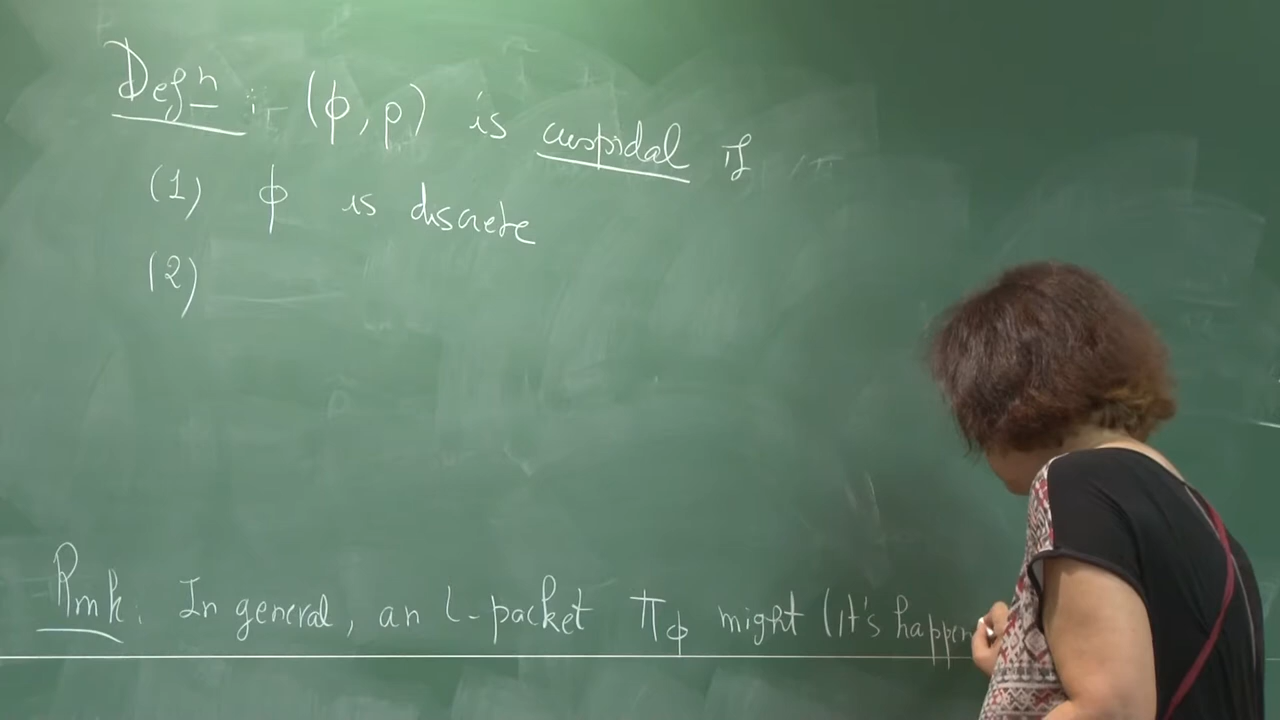 Defn : (ϕ, ρ) is cuspidal if
(1) ϕ is discrete
(2)
Rmk: In general, an L-packet Π_ϕ might (it's happen